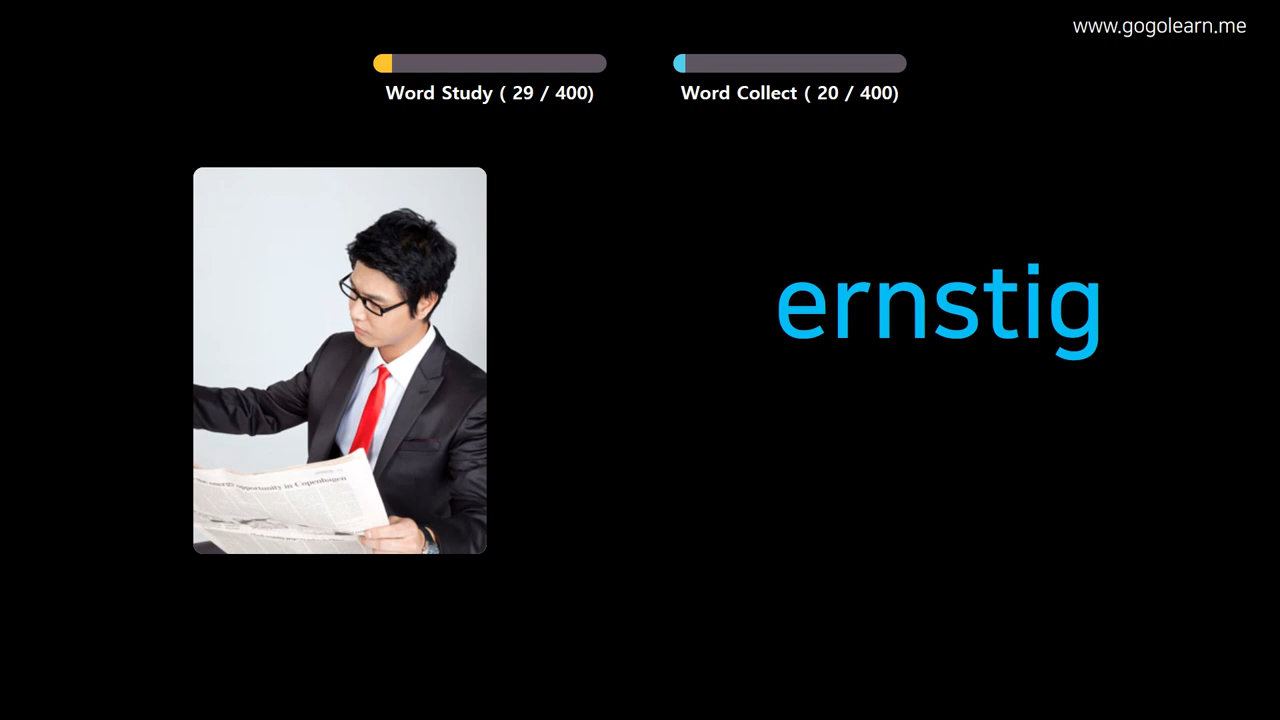 www.gogolearn.me
Word Study ( 29 / 400)
Word Collect ( 20 / 400)
ernstig
opportunity in Copenhagen